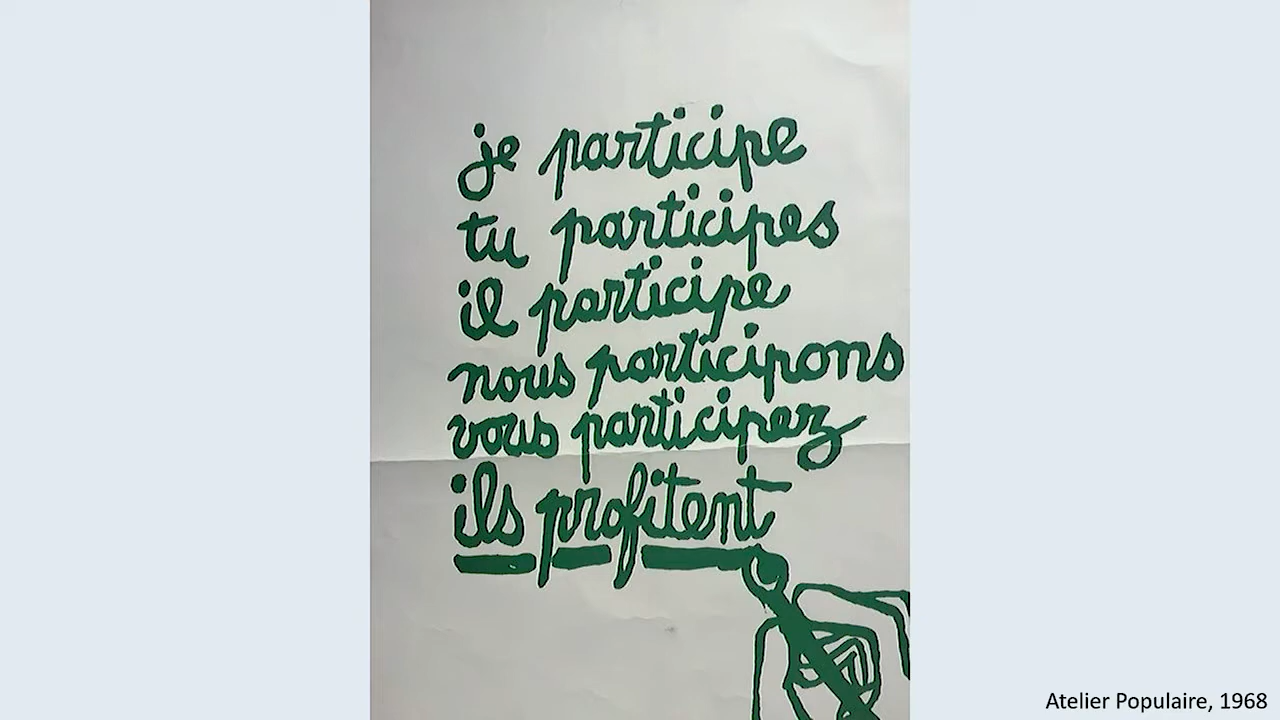 je participe
tu participes
il participe
nous participons
vous participez
ils profitent
Atelier Populaire, 1968